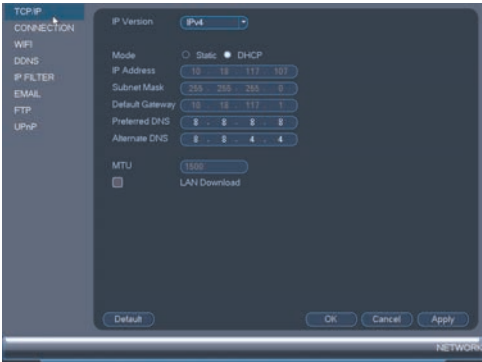 TCP/IP
CONNECTION
WIFI
DDNS
IP FILTER
EMAIL
FTP
UPnP
IP Version IPv4
Mode Static DHCP
IP Address 10 . 18 . 117 . 107
Subnet Mask 255 . 255 . 255 . 0
Default Gateway 10 . 18 . 117 . 1
Preferred DNS 8 . 8 . 8 . 8
Alternate DNS 8 . 8 . 4 . 4
MTU 1500
LAN Download
Default OK Cancel Apply
NETWORK